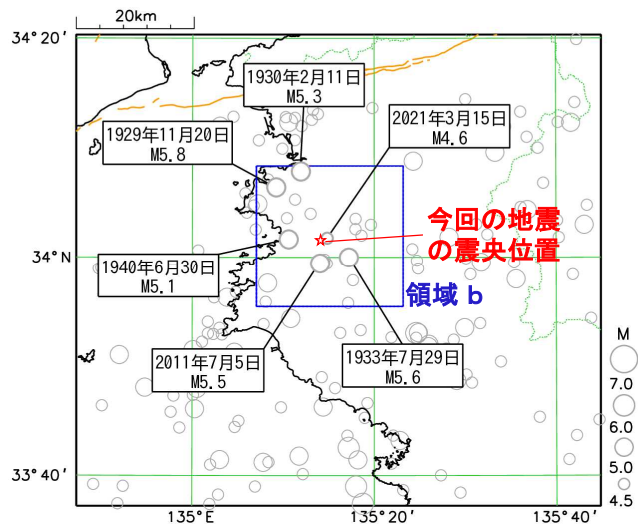 20km
34°20′
1930年2月11日
M5.3
2021年3月15日
M4.6
1929年11月20日
M5.8
今回の地震
の震央位置
34°N
領域 b
1940年6月30日
M5.1
2011年7月5日
M5.5
1933年7月29日
M5.6
M
7.0
6.0
5.0
4.5
33°40′
135°E
135°20′
135°40′